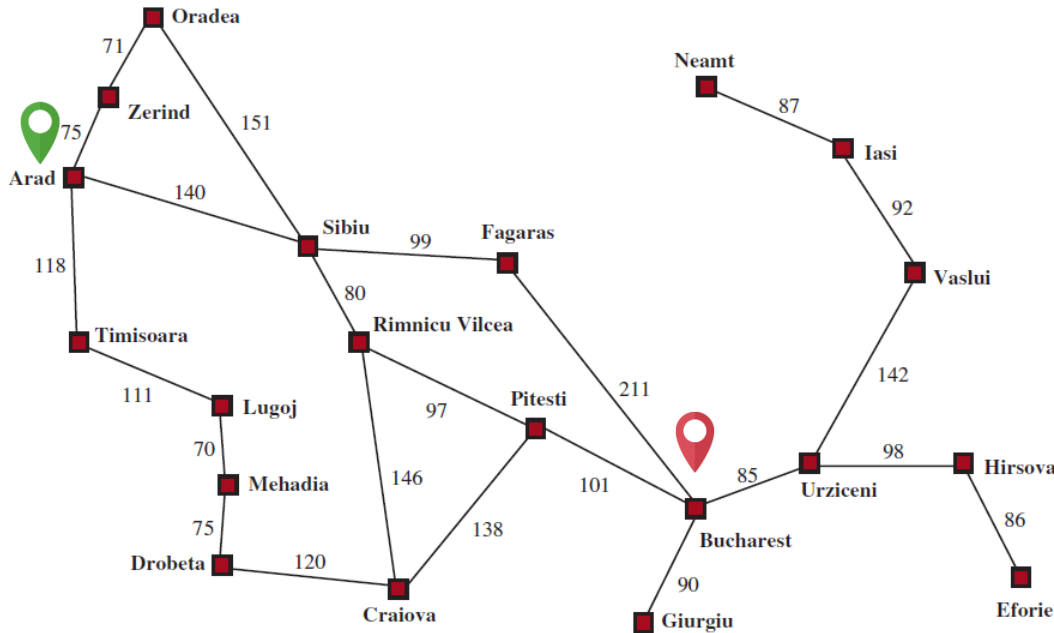 Oradea
71
Neamt
87
Zerind
151
75
Iasi
Arad
140
92
Sibiu
99
Fagaras
118
80
Vaslui
Timisoara
Rimnicu Vilcea
111
211
142
Lugoj
97
Pitesti
70
98
Hirsova
Mehadia
146
101
85
Urziceni
75
138
86
Bucharest
Drobeta
120
90
Craiova
Giurgiu
Eforie